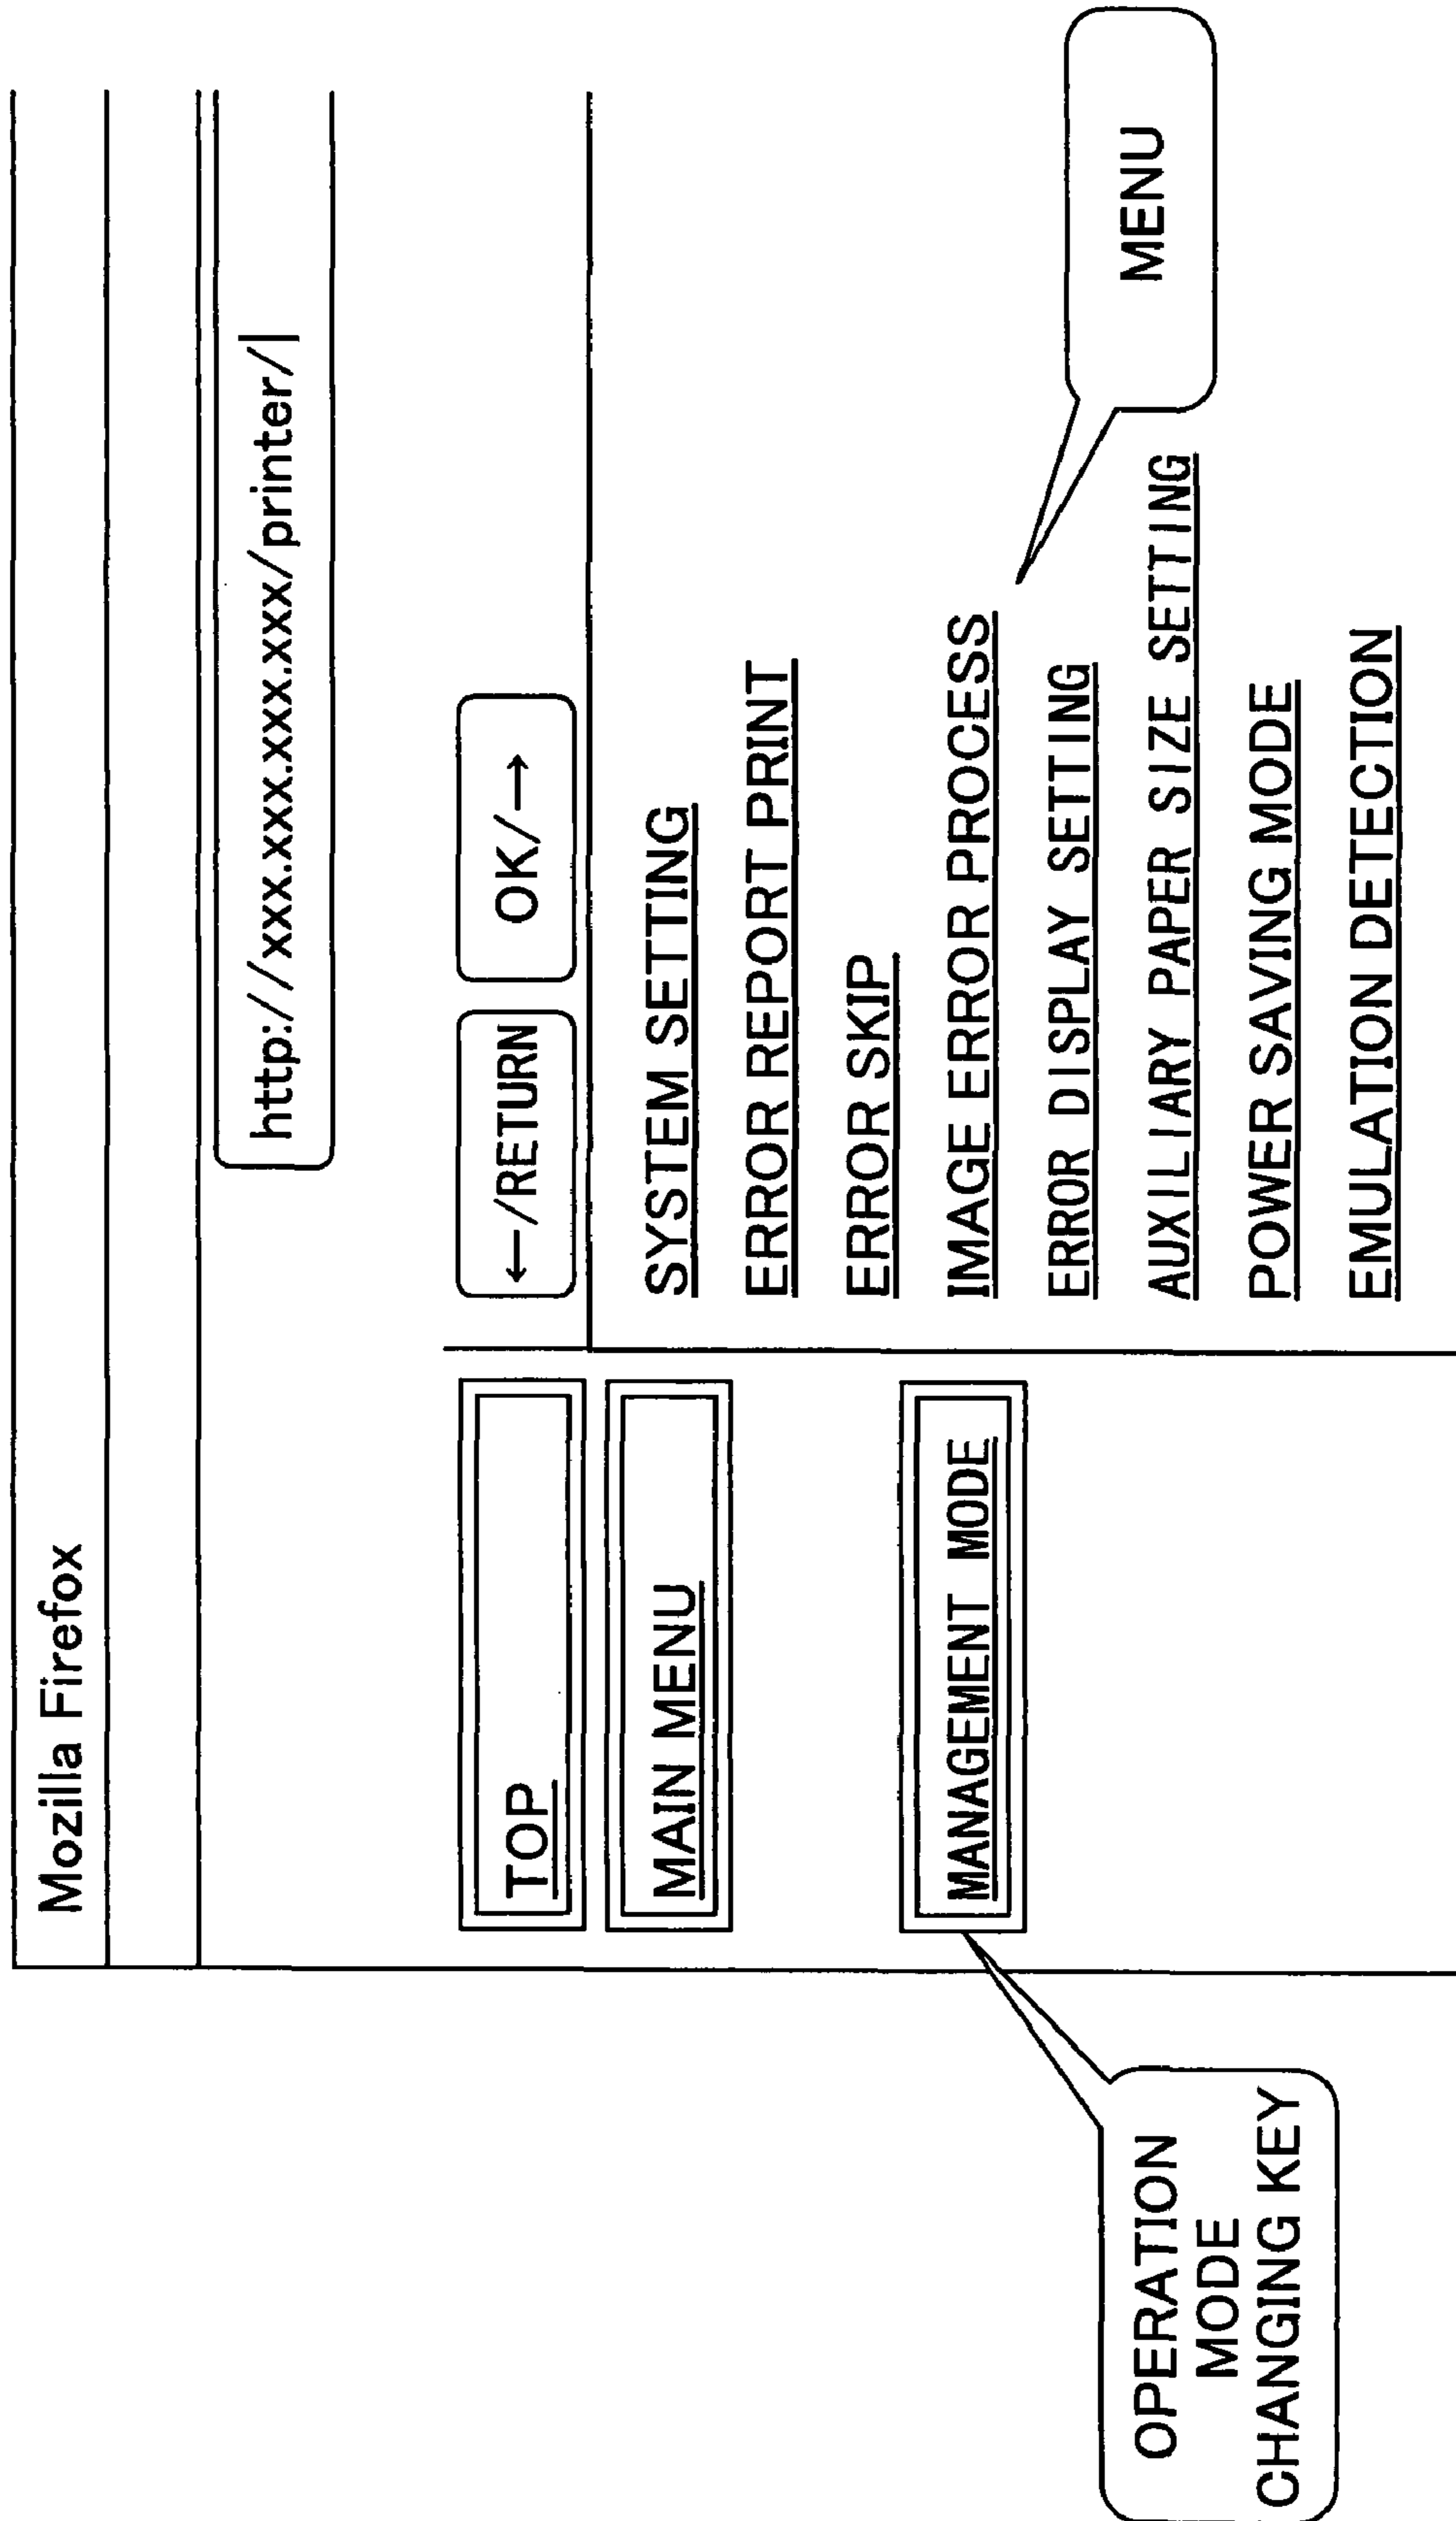 Mozilla Firefox
http://xxx.xxx.xxx.xxx/printer/|
TOP
MAIN MENU
MANAGEMENT MODE
←/RETURN
OK/→
SYSTEM SETTING
ERROR REPORT PRINT
ERROR SKIP
IMAGE ERROR PROCESS
ERROR DISPLAY SETTING
AUXILIARY PAPER SIZE SETTING
POWER SAVING MODE
EMULATION DETECTION
OPERATION
MODE
CHANGING KEY
MENU